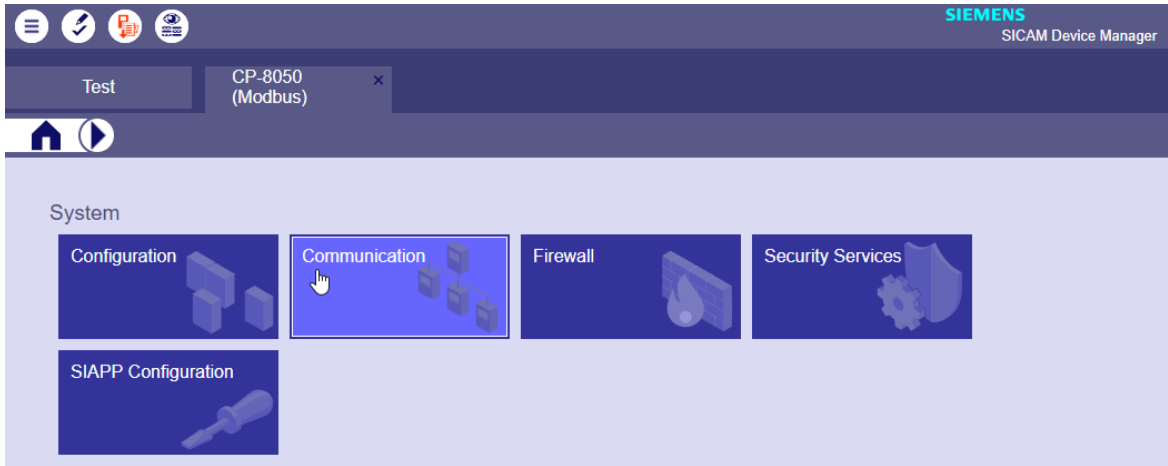 SIEMENS
SICAM Device Manager
Test
CP-8050
(Modbus)
×
System
Configuration
Communication
Firewall
Security Services
SIAPP Configuration